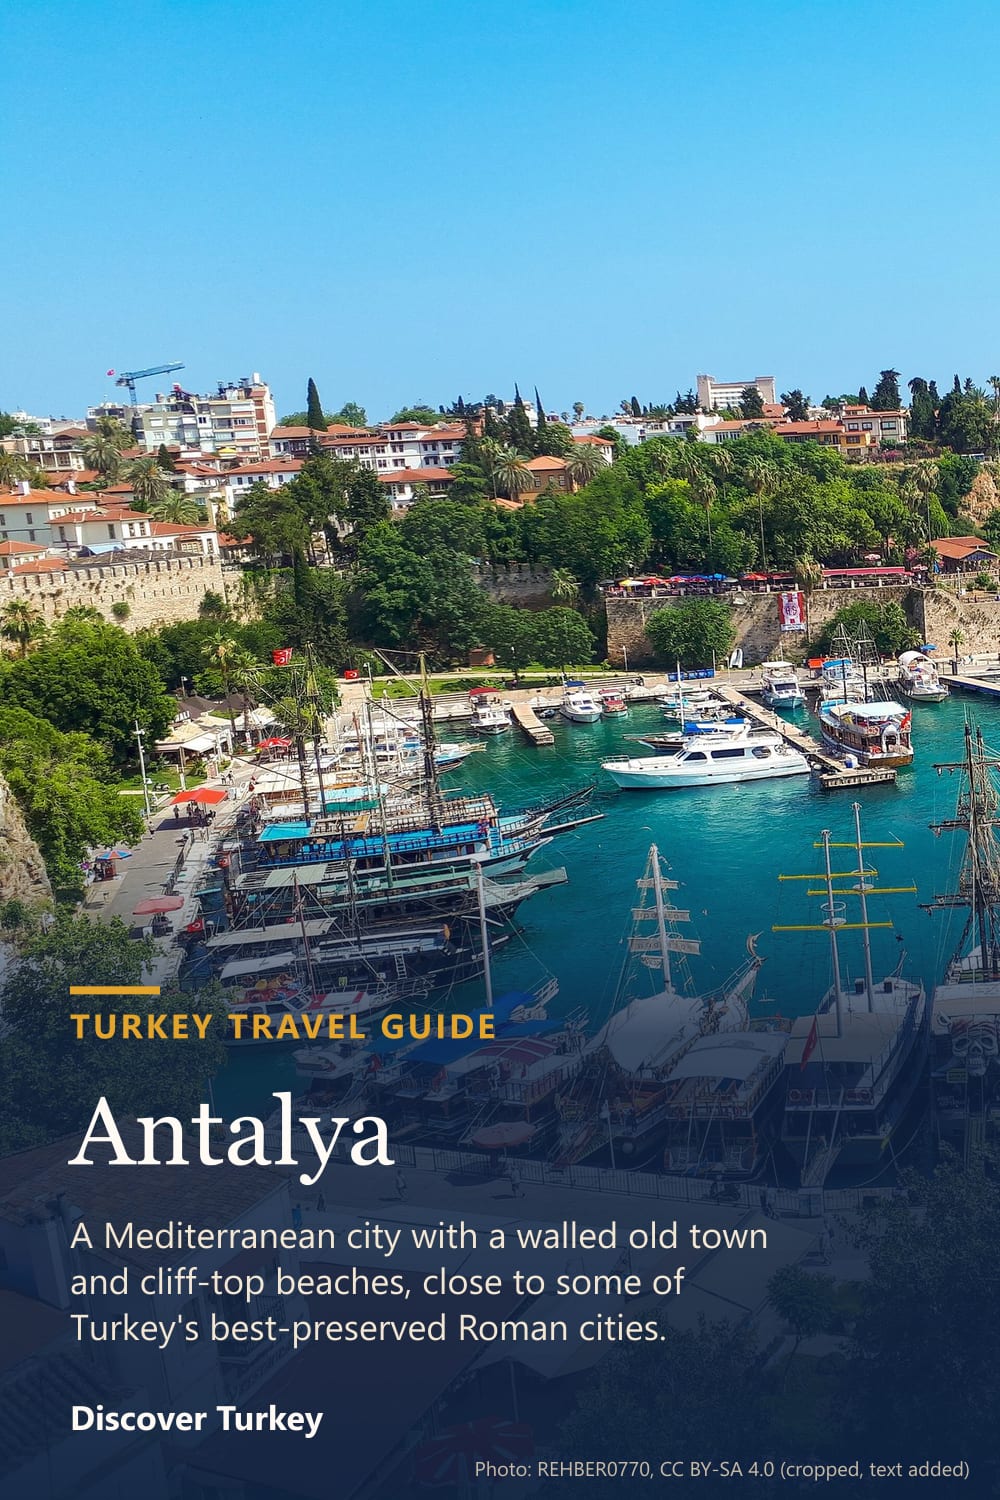 TURKEY TRAVEL GUIDE
Antalya
A Mediterranean city with a walled old town
and cliff-top beaches, close to some of
Turkey's best-preserved Roman cities.
Discover Turkey
Photo: REHBER0770, CC BY-SA 4.0 (cropped, text added)